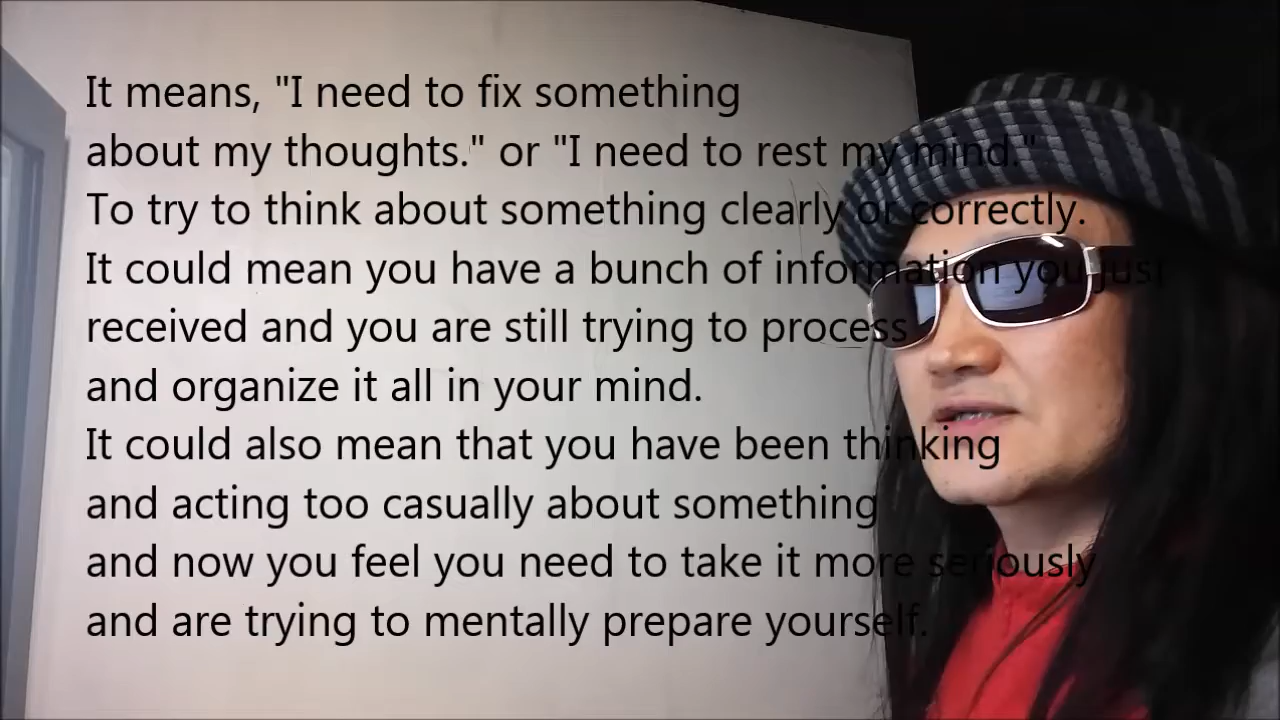 It means, "I need to fix something
about my thoughts." or "I need to rest my mind."
To try to think about something clearly or correctly.
It could mean you have a bunch of information you just
received and you are still trying to process
and organize it all in your mind.
It could also mean that you have been thinking
and acting too casually about something
and now you feel you need to take it more seriously
and are trying to mentally prepare yourself.